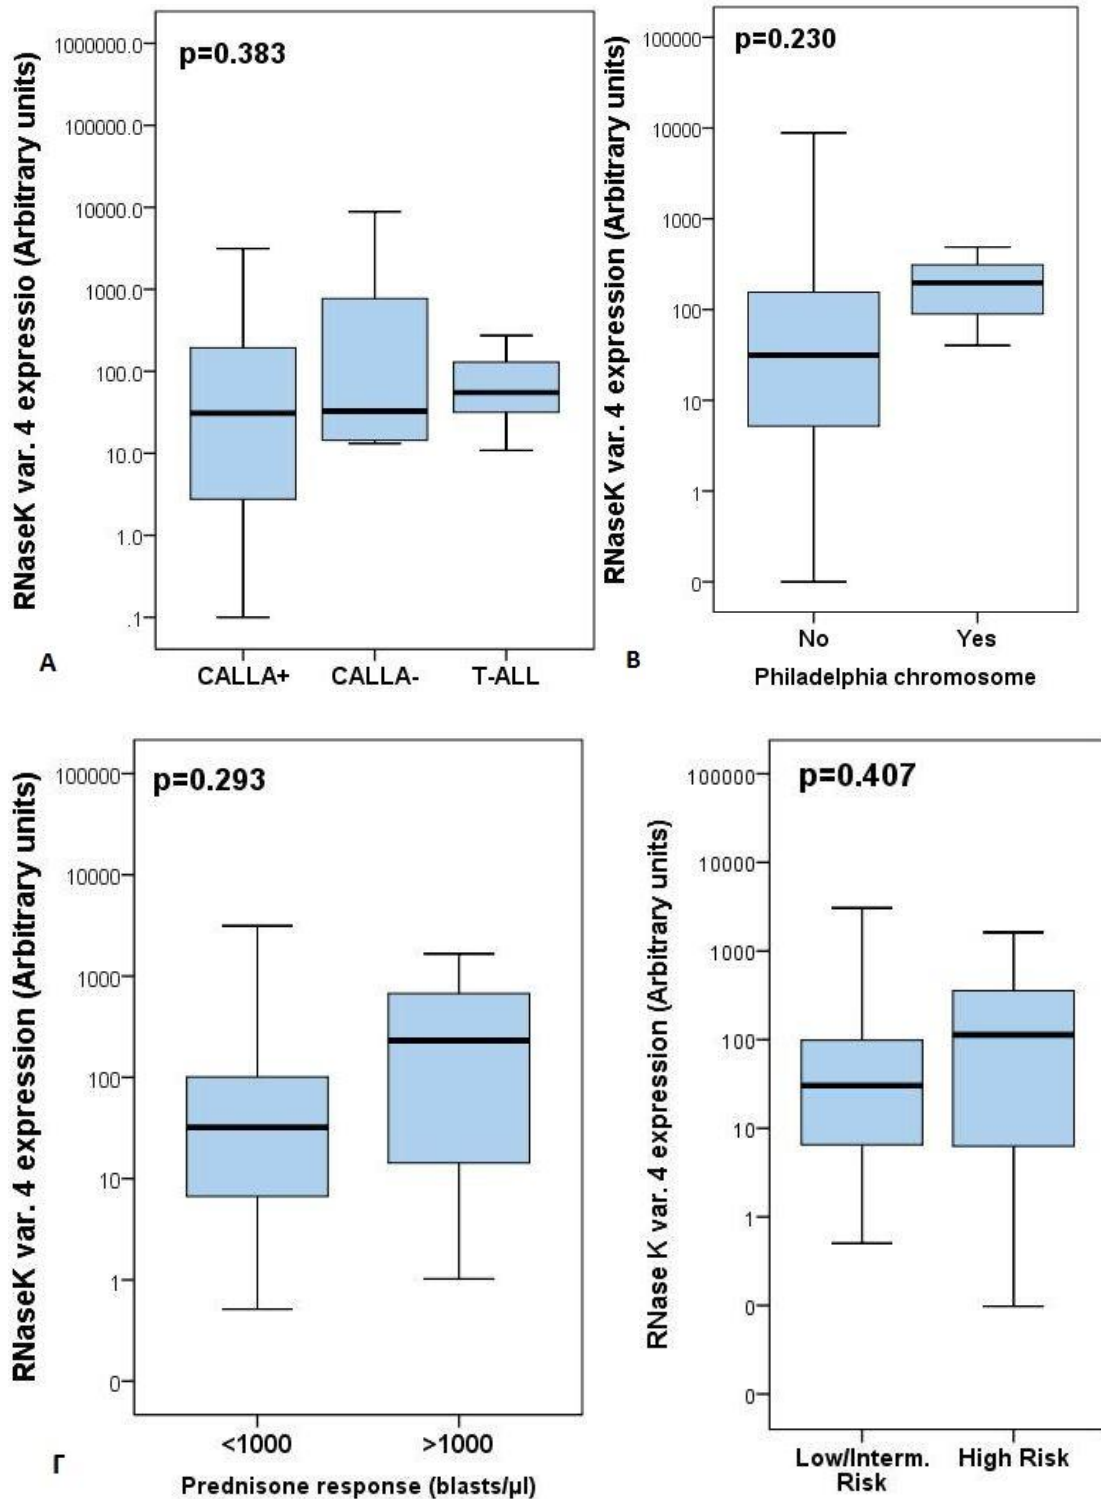 RNaseK var. 4 expressio (Arbitrary units)
p=0.383
1000000.0
100000.0
10000.0
1000.0
100.0
10.0
1.0
.1
A
CALLA+ CALLA- T-ALL
RNaseK var. 4 expression (Arbitrary units)
p=0.230
100000
10000
1000
100
10
1
0
B
No Yes
Philadelphia chromosome
RNaseK var. 4 expression (Arbitrary units)
p=0.293
100000
10000
1000
100
10
1
0
Γ
<1000 >1000
Prednisone response (blasts/μl)
RNase K var. 4 expression (Arbitrary units)
p=0.407
100000
10000
1000
100
10
1
0
0
Low/Interm. High Risk
Risk